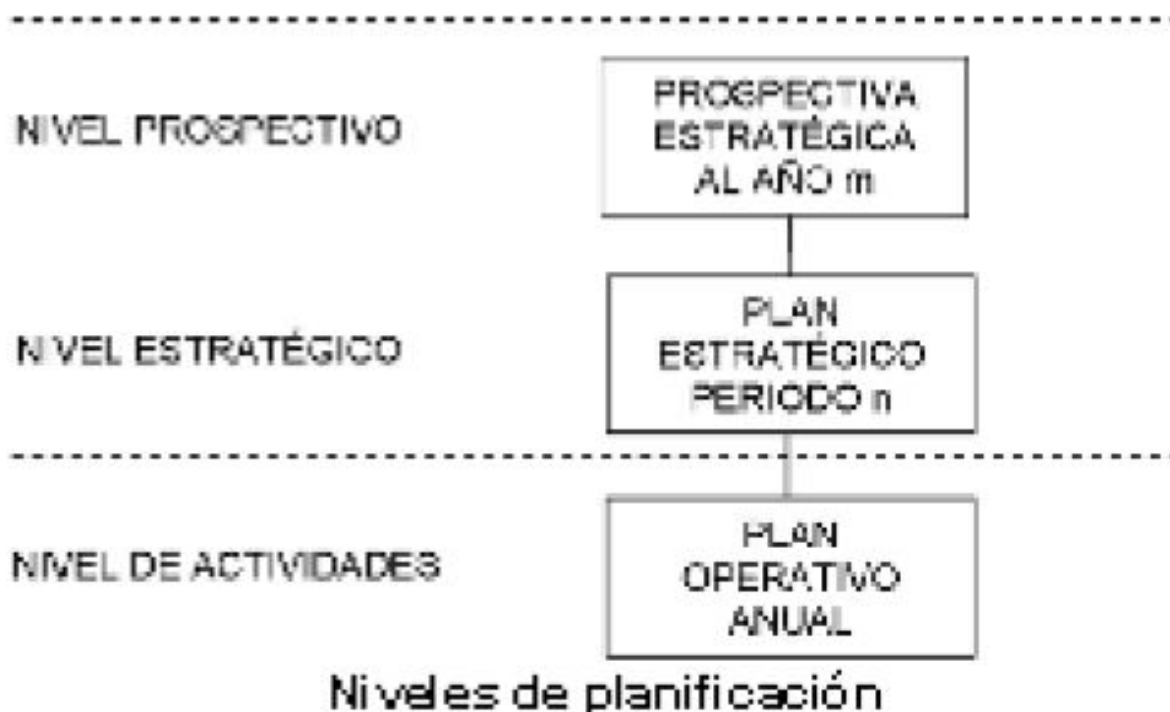 NIVEL PROSPECTIVO
PROSPECTIVA
ESTRATÉGICA
AL AÑO m
NIVEL ESTRATÉGICO
PLAN
ESTRATÉGICO
PERIODO n
NIVEL DE ACTIVIDADES
PLAN
OPERATIVO
ANUAL
Niveles de planificación